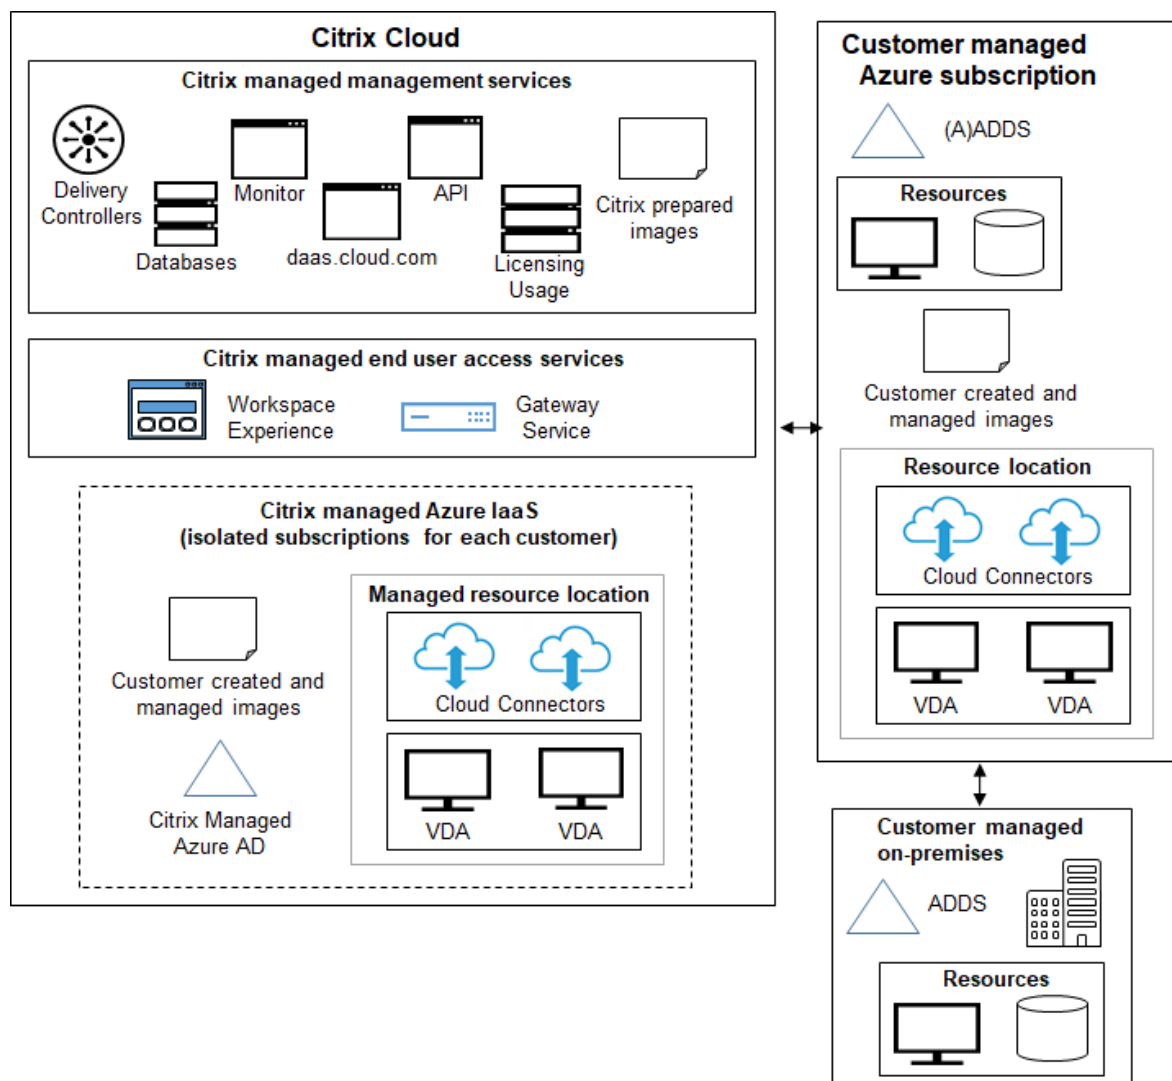 Citrix Cloud
Citrix managed management services
Delivery
Controllers
Databases
Monitor
daas.cloud.com
API
Licensing
Usage
Citrix prepared
images
Citrix managed end user access services
Workspace
Experience
Gateway
Service
Citrix managed Azure IaaS
(isolated subscriptions for each customer)
Customer created and
managed images
Citrix Managed
Azure AD
Managed resource location
Cloud Connectors
VDA
VDA
Customer managed
Azure subscription
(A)ADDS
Resources
Customer created and
managed images
Resource location
Cloud Connectors
VDA
VDA
Customer managed
on-premises
ADDS
Resources